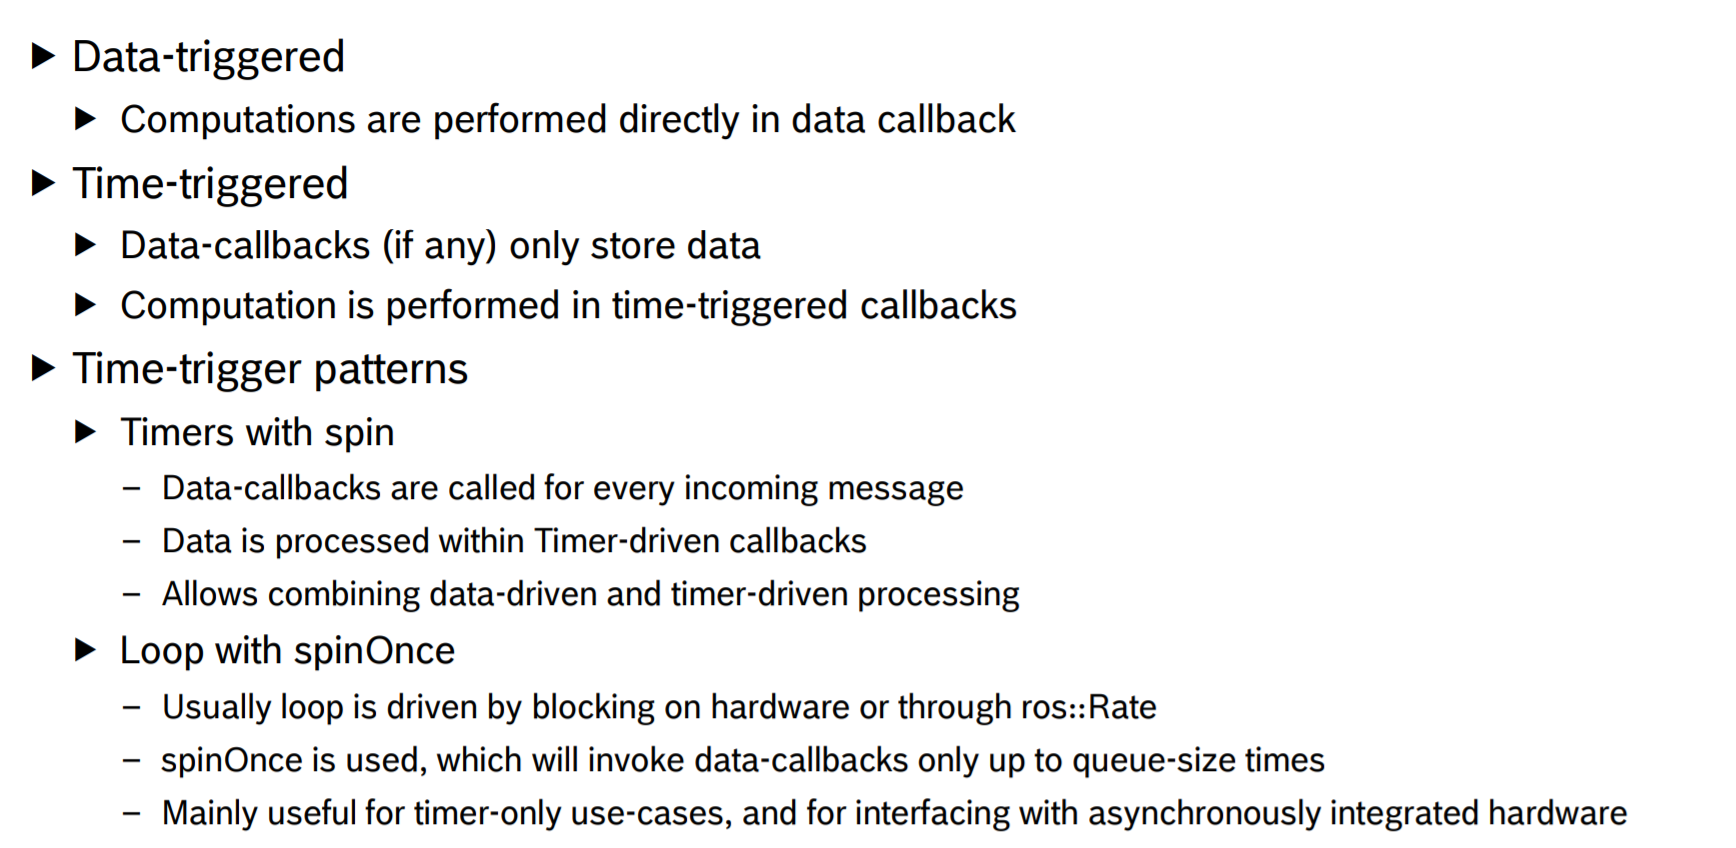 ▶ Data-triggered
▶ Computations are performed directly in data callback
▶ Time-triggered
▶ Data-callbacks (if any) only store data
▶ Computation is performed in time-triggered callbacks
▶ Time-trigger patterns
▶ Timers with spin
– Data-callbacks are called for every incoming message
– Data is processed within Timer-driven callbacks
– Allows combining data-driven and timer-driven processing
▶ Loop with spinOnce
– Usually loop is driven by blocking on hardware or through ros::Rate
– spinOnce is used, which will invoke data-callbacks only up to queue-size times
– Mainly useful for timer-only use-cases, and for interfacing with asynchronously integrated hardware